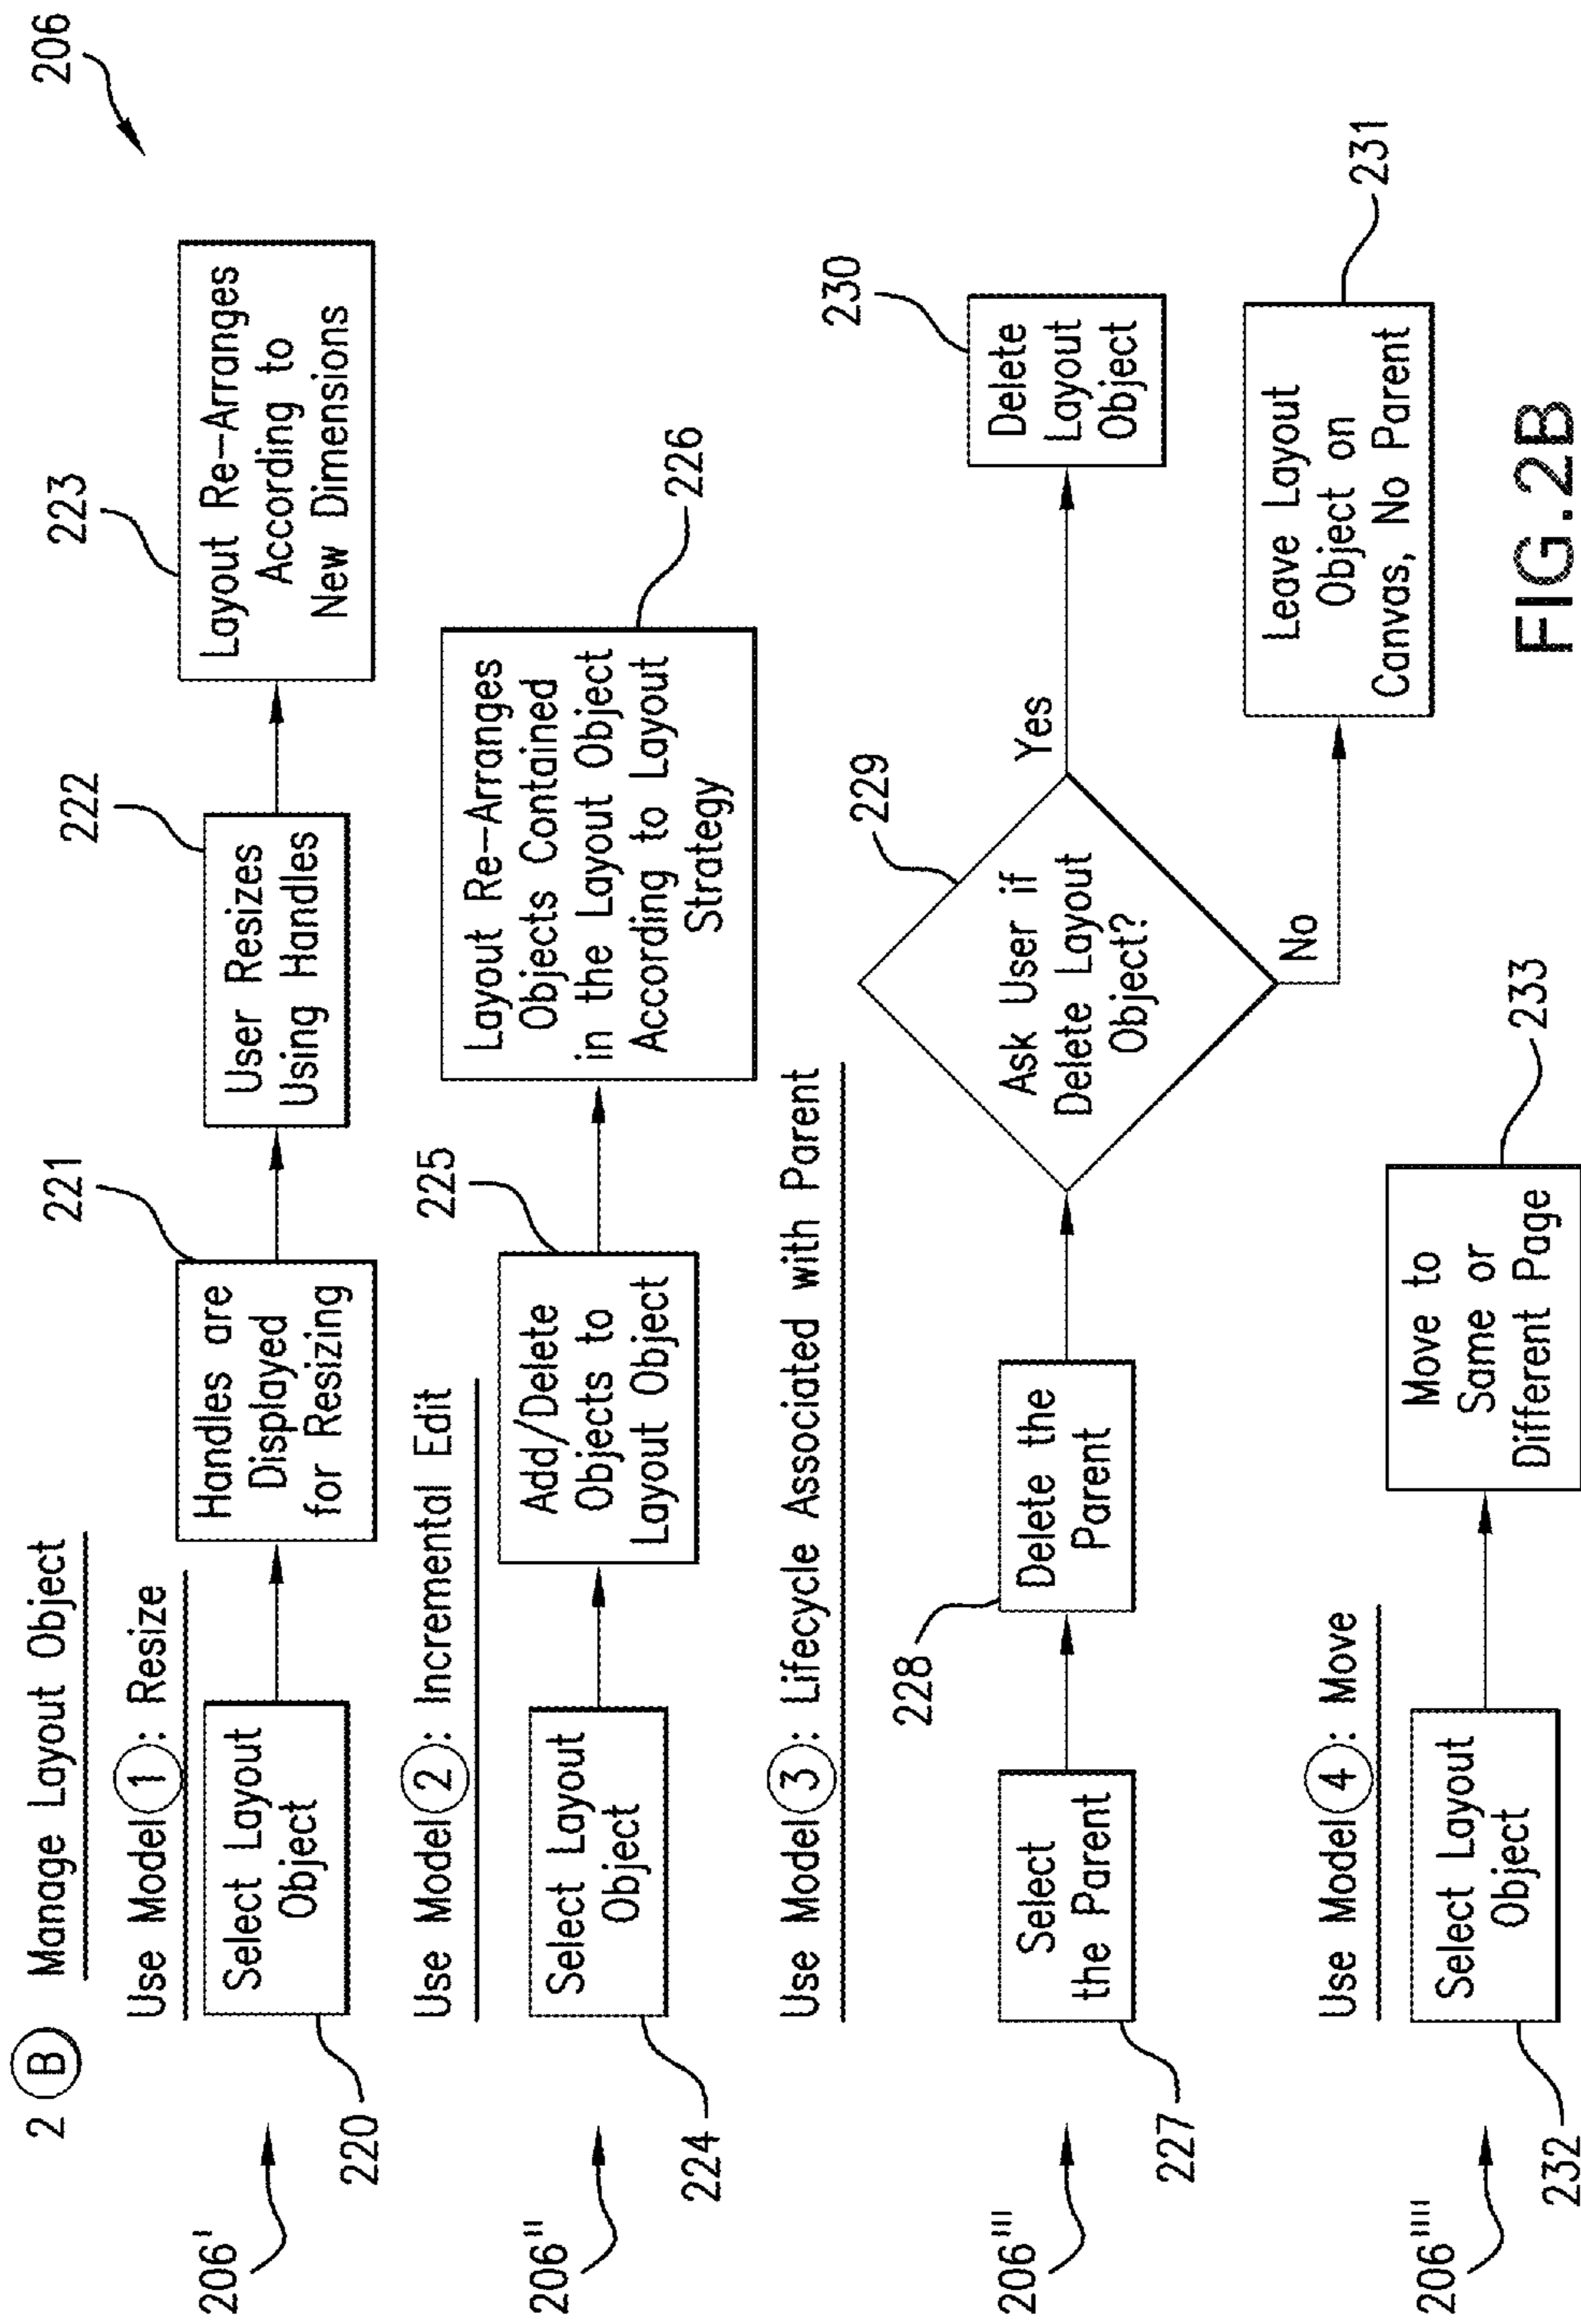 206
2 B Manage Layout Object
Use Model 1 : Resize
206'
220
Select Layout
Object
221
Handles are
Displayed
for Resizing
222
User Resizes
Using Handles
223
Layout Re-Arranges
According to
New Dimensions
Use Model 2 : Incremental Edit
206''
224
Select Layout
Object
225
Add/Delete
Objects to
Layout Object
226
Layout Re-Arranges
Objects Contained
in the Layout Object
According to Layout
Strategy
Use Model 3 : Lifecycle Associated with Parent
206'''
227
Select
the Parent
228
Delete the
Parent
229
Ask User if
Delete Layout
Object?
Yes
230
Delete
Layout
Object
No
231
Leave Layout
Object on
Canvas, No Parent
Use Model 4 : Move
206''''
232
Select Layout
Object
233
Move to
Same or
Different Page
FIG.2B